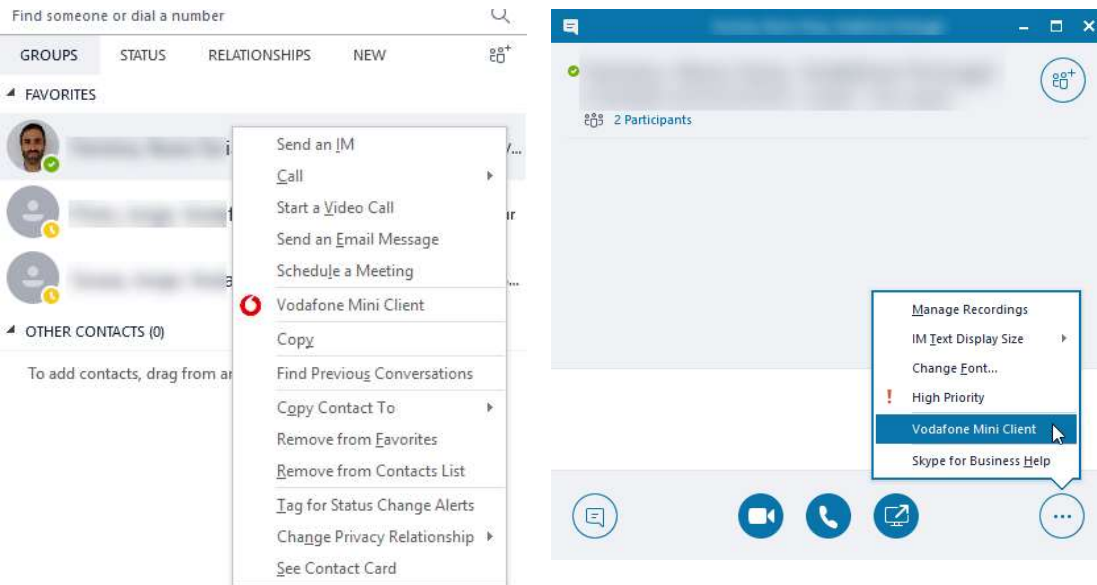 Find someone or dial a number
GROUPS STATUS RELATIONSHIPS NEW
FAVORITES
Send an IM
Call
Start a Video Call
Send an Email Message
Schedule a Meeting
Vodafone Mini Client
Copy
Find Previous Conversations
Copy Contact To
Remove from Favorites
Remove from Contacts List
Tag for Status Change Alerts
Change Privacy Relationship
See Contact Card
OTHER CONTACTS (0)
To add contacts, drag from
2 Participants
Manage Recordings
IM Text Display Size
Change Font...
! High Priority
Vodafone Mini Client
Skype for Business Help